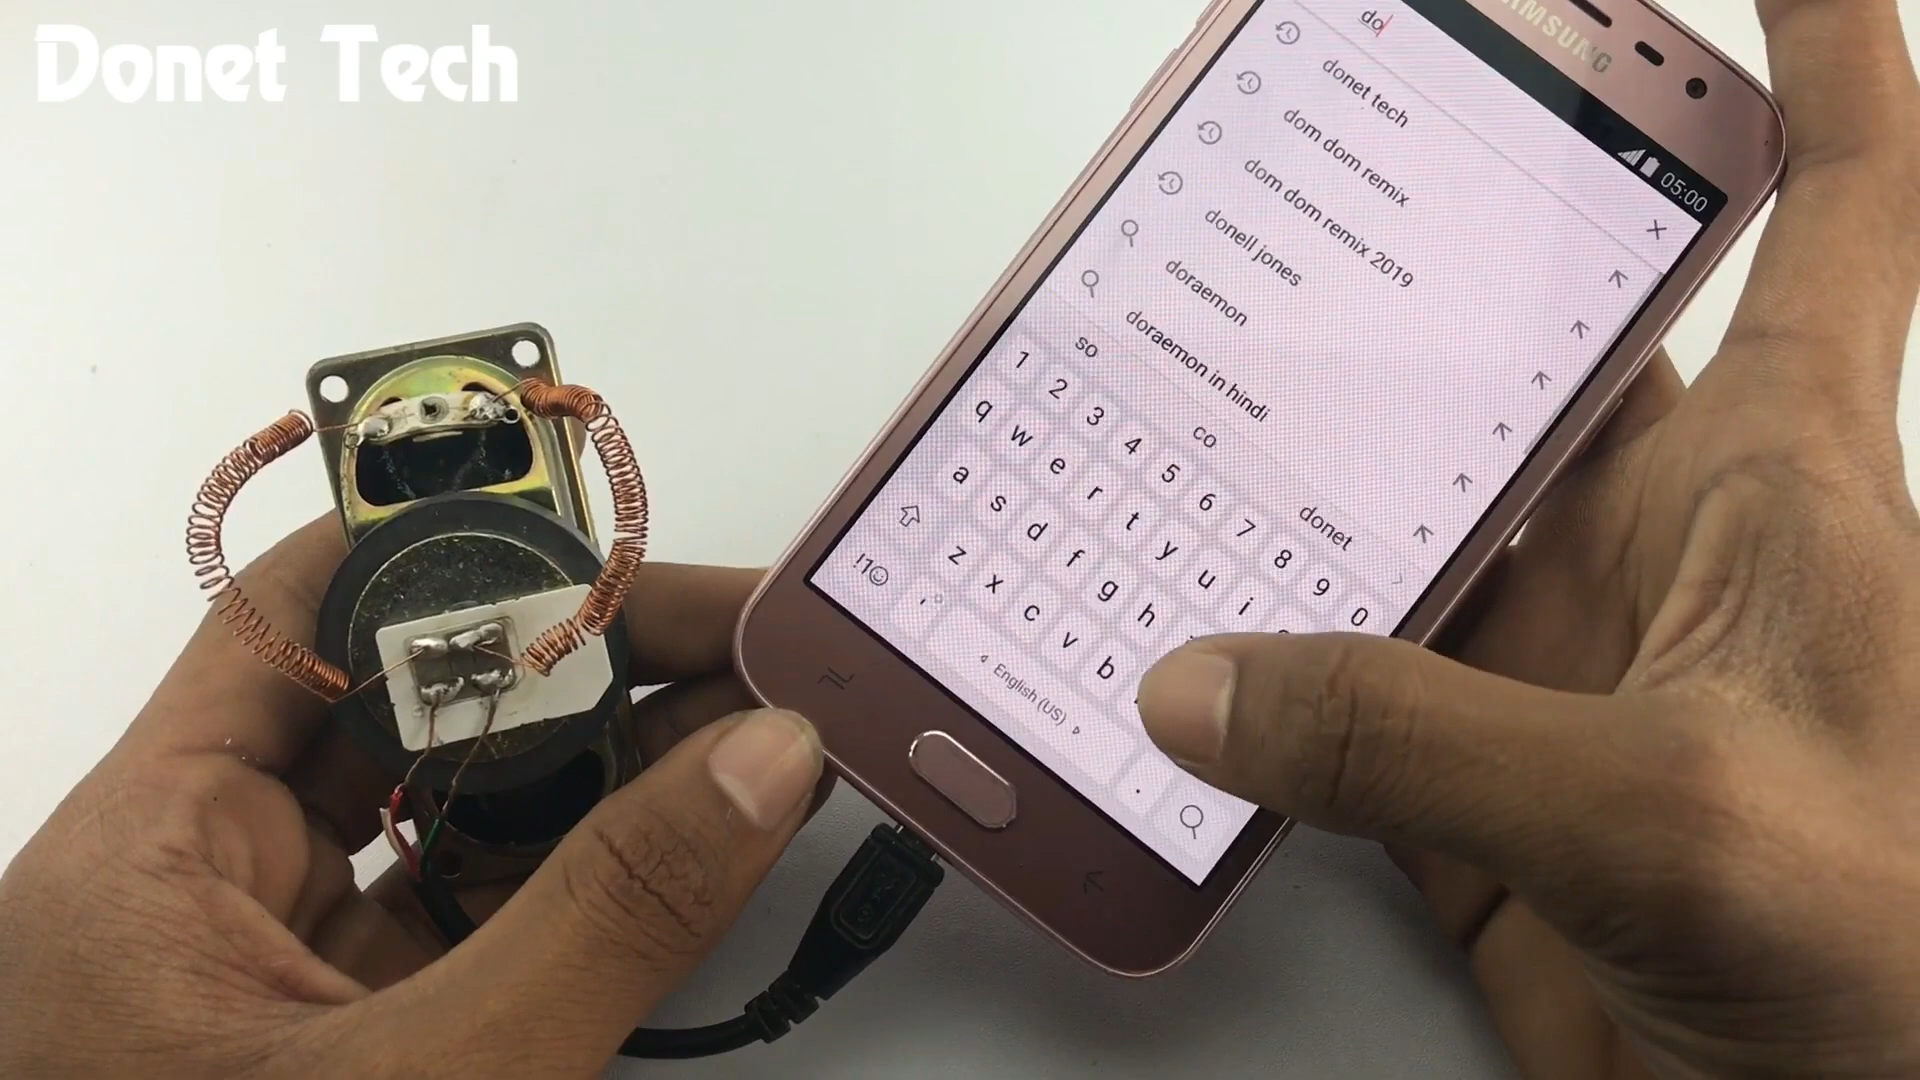 Donet Tech
SAMSUNG
05:00
do
donet tech
dom dom remix
dom dom remix 2019
donell jones
doraemon
doraemon in hindi
so co donet
1 2 3 4 5 6 7 8 9 0
q w e r t y u i
a s d f g h
z x c v b
!1☺ , English (US) .